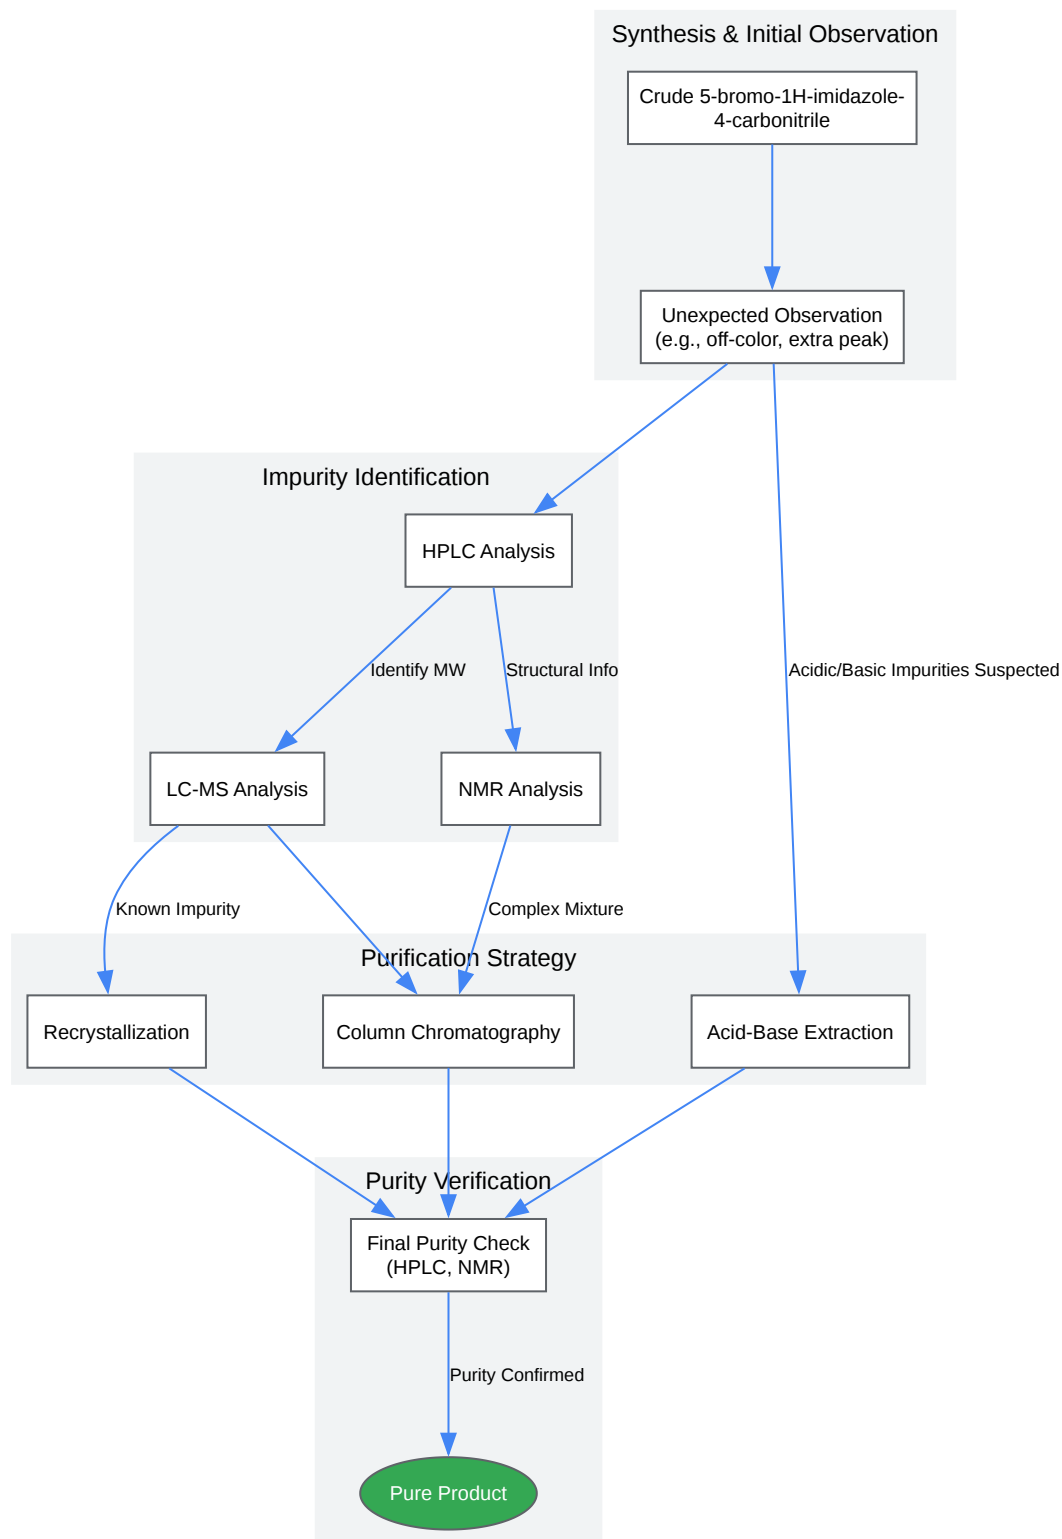 Synthesis & Initial Observation
Crude 5-bromo-1H-imidazole-
4-carbonitrile
Unexpected Observation
(e.g., off-color, extra peak)
Impurity Identification
HPLC Analysis
Identify MW
Structural Info
Acidic/Basic Impurities Suspected
LC-MS Analysis
NMR Analysis
Known Impurity
Complex Mixture
Purification Strategy
Recrystallization
Column Chromatography
Acid-Base Extraction
Purity Verification
Final Purity Check
(HPLC, NMR)
Purity Confirmed
Pure Product